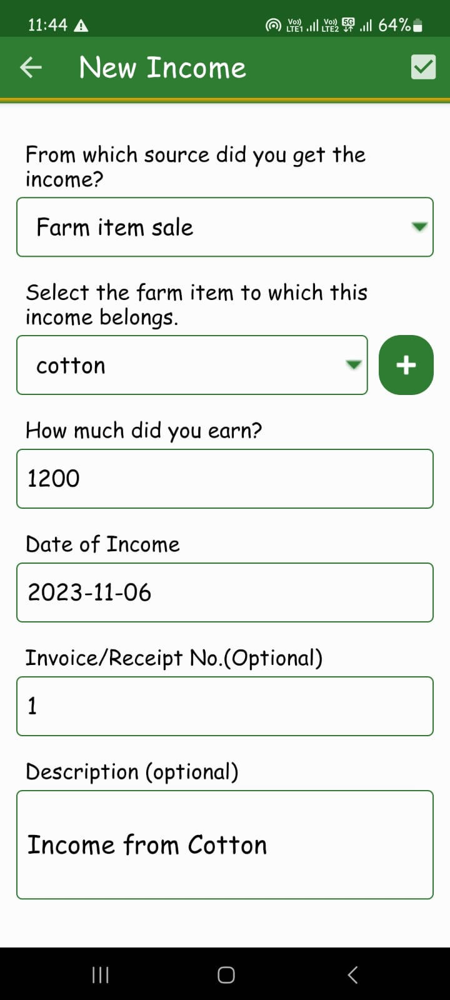 11:44
Vo)) LTE1 Vo)) LTE2 5G 64%
New Income
From which source did you get the
income?
Farm item sale
Select the farm item to which this
income belongs.
cotton
+
How much did you earn?
1200
Date of Income
2023-11-06
Invoice/Receipt No.(Optional)
1
Description (optional)
Income from Cotton